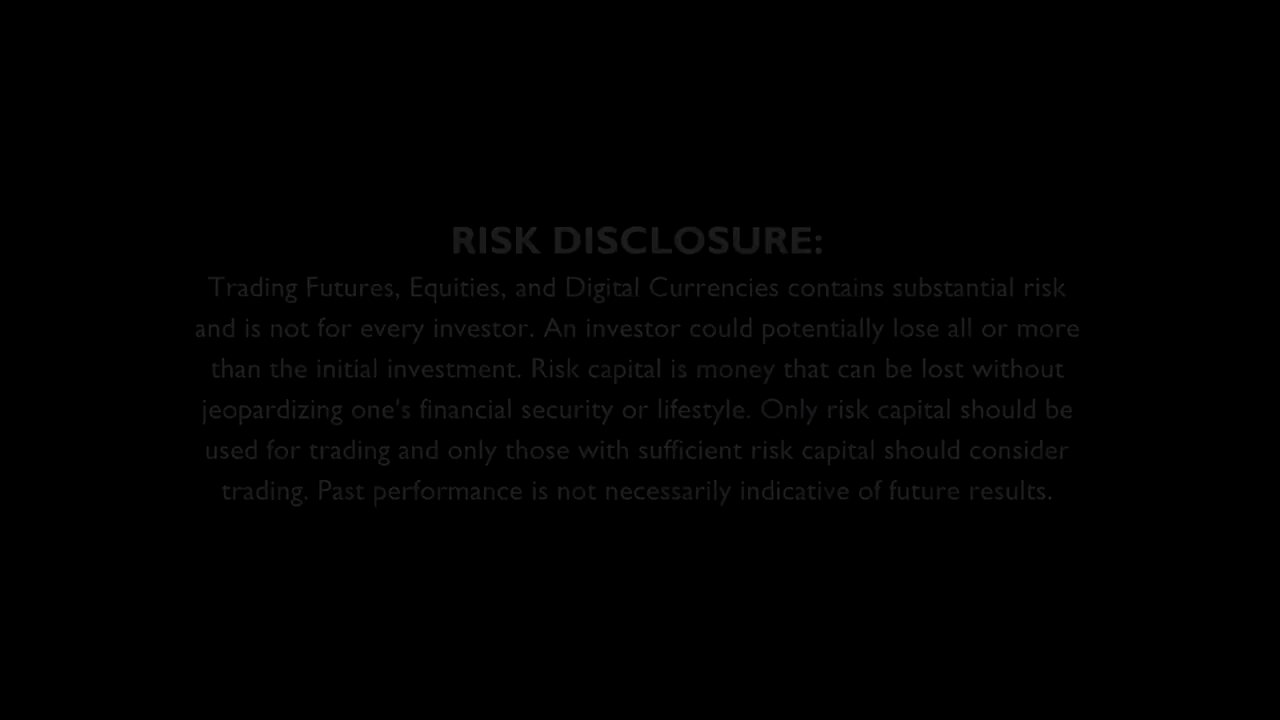 RISK DISCLOSURE:
Trading Futures, Equities, and Digital Currencies contains substantial risk
and is not for every investor. An investor could potentially lose all or more
than the initial investment. Risk capital is money that can be lost without
jeopardizing one's financial security or lifestyle. Only risk capital should be
used for trading and only those with sufficient risk capital should consider
trading. Past performance is not necessarily indicative of future results.